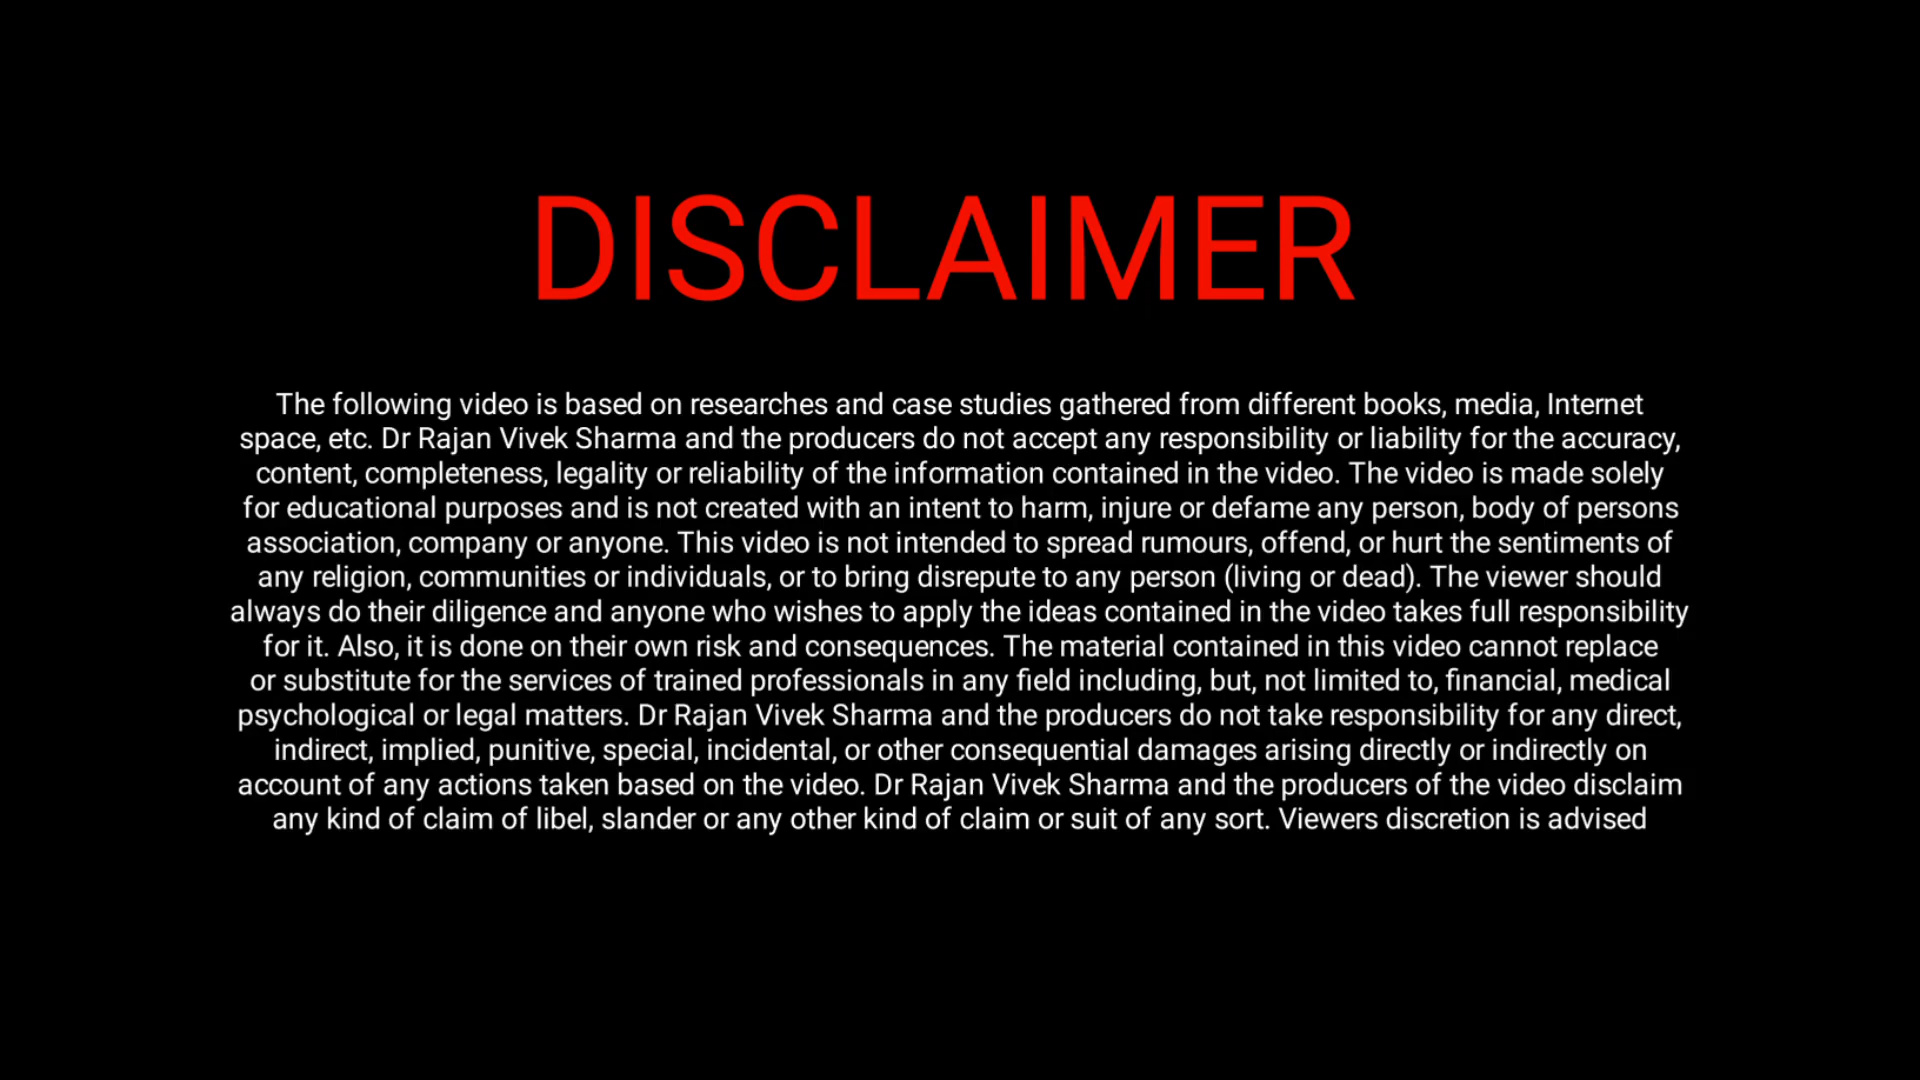 DISCLAIMER
The following video is based on researches and case studies gathered from different books, media, Internet
space, etc. Dr Rajan Vivek Sharma and the producers do not accept any responsibility or liability for the accuracy,
content, completeness, legality or reliability of the information contained in the video. The video is made solely
for educational purposes and is not created with an intent to harm, injure or defame any person, body of persons
association, company or anyone. This video is not intended to spread rumours, offend, or hurt the sentiments of
any religion, communities or individuals, or to bring disrepute to any person (living or dead). The viewer should
always do their diligence and anyone who wishes to apply the ideas contained in the video takes full responsibility
for it. Also, it is done on their own risk and consequences. The material contained in this video cannot replace
or substitute for the services of trained professionals in any field including, but, not limited to, financial, medical
psychological or legal matters. Dr Rajan Vivek Sharma and the producers do not take responsibility for any direct,
indirect, implied, punitive, special, incidental, or other consequential damages arising directly or indirectly on
account of any actions taken based on the video. Dr Rajan Vivek Sharma and the producers of the video disclaim
any kind of claim of libel, slander or any other kind of claim or suit of any sort. Viewers discretion is advised